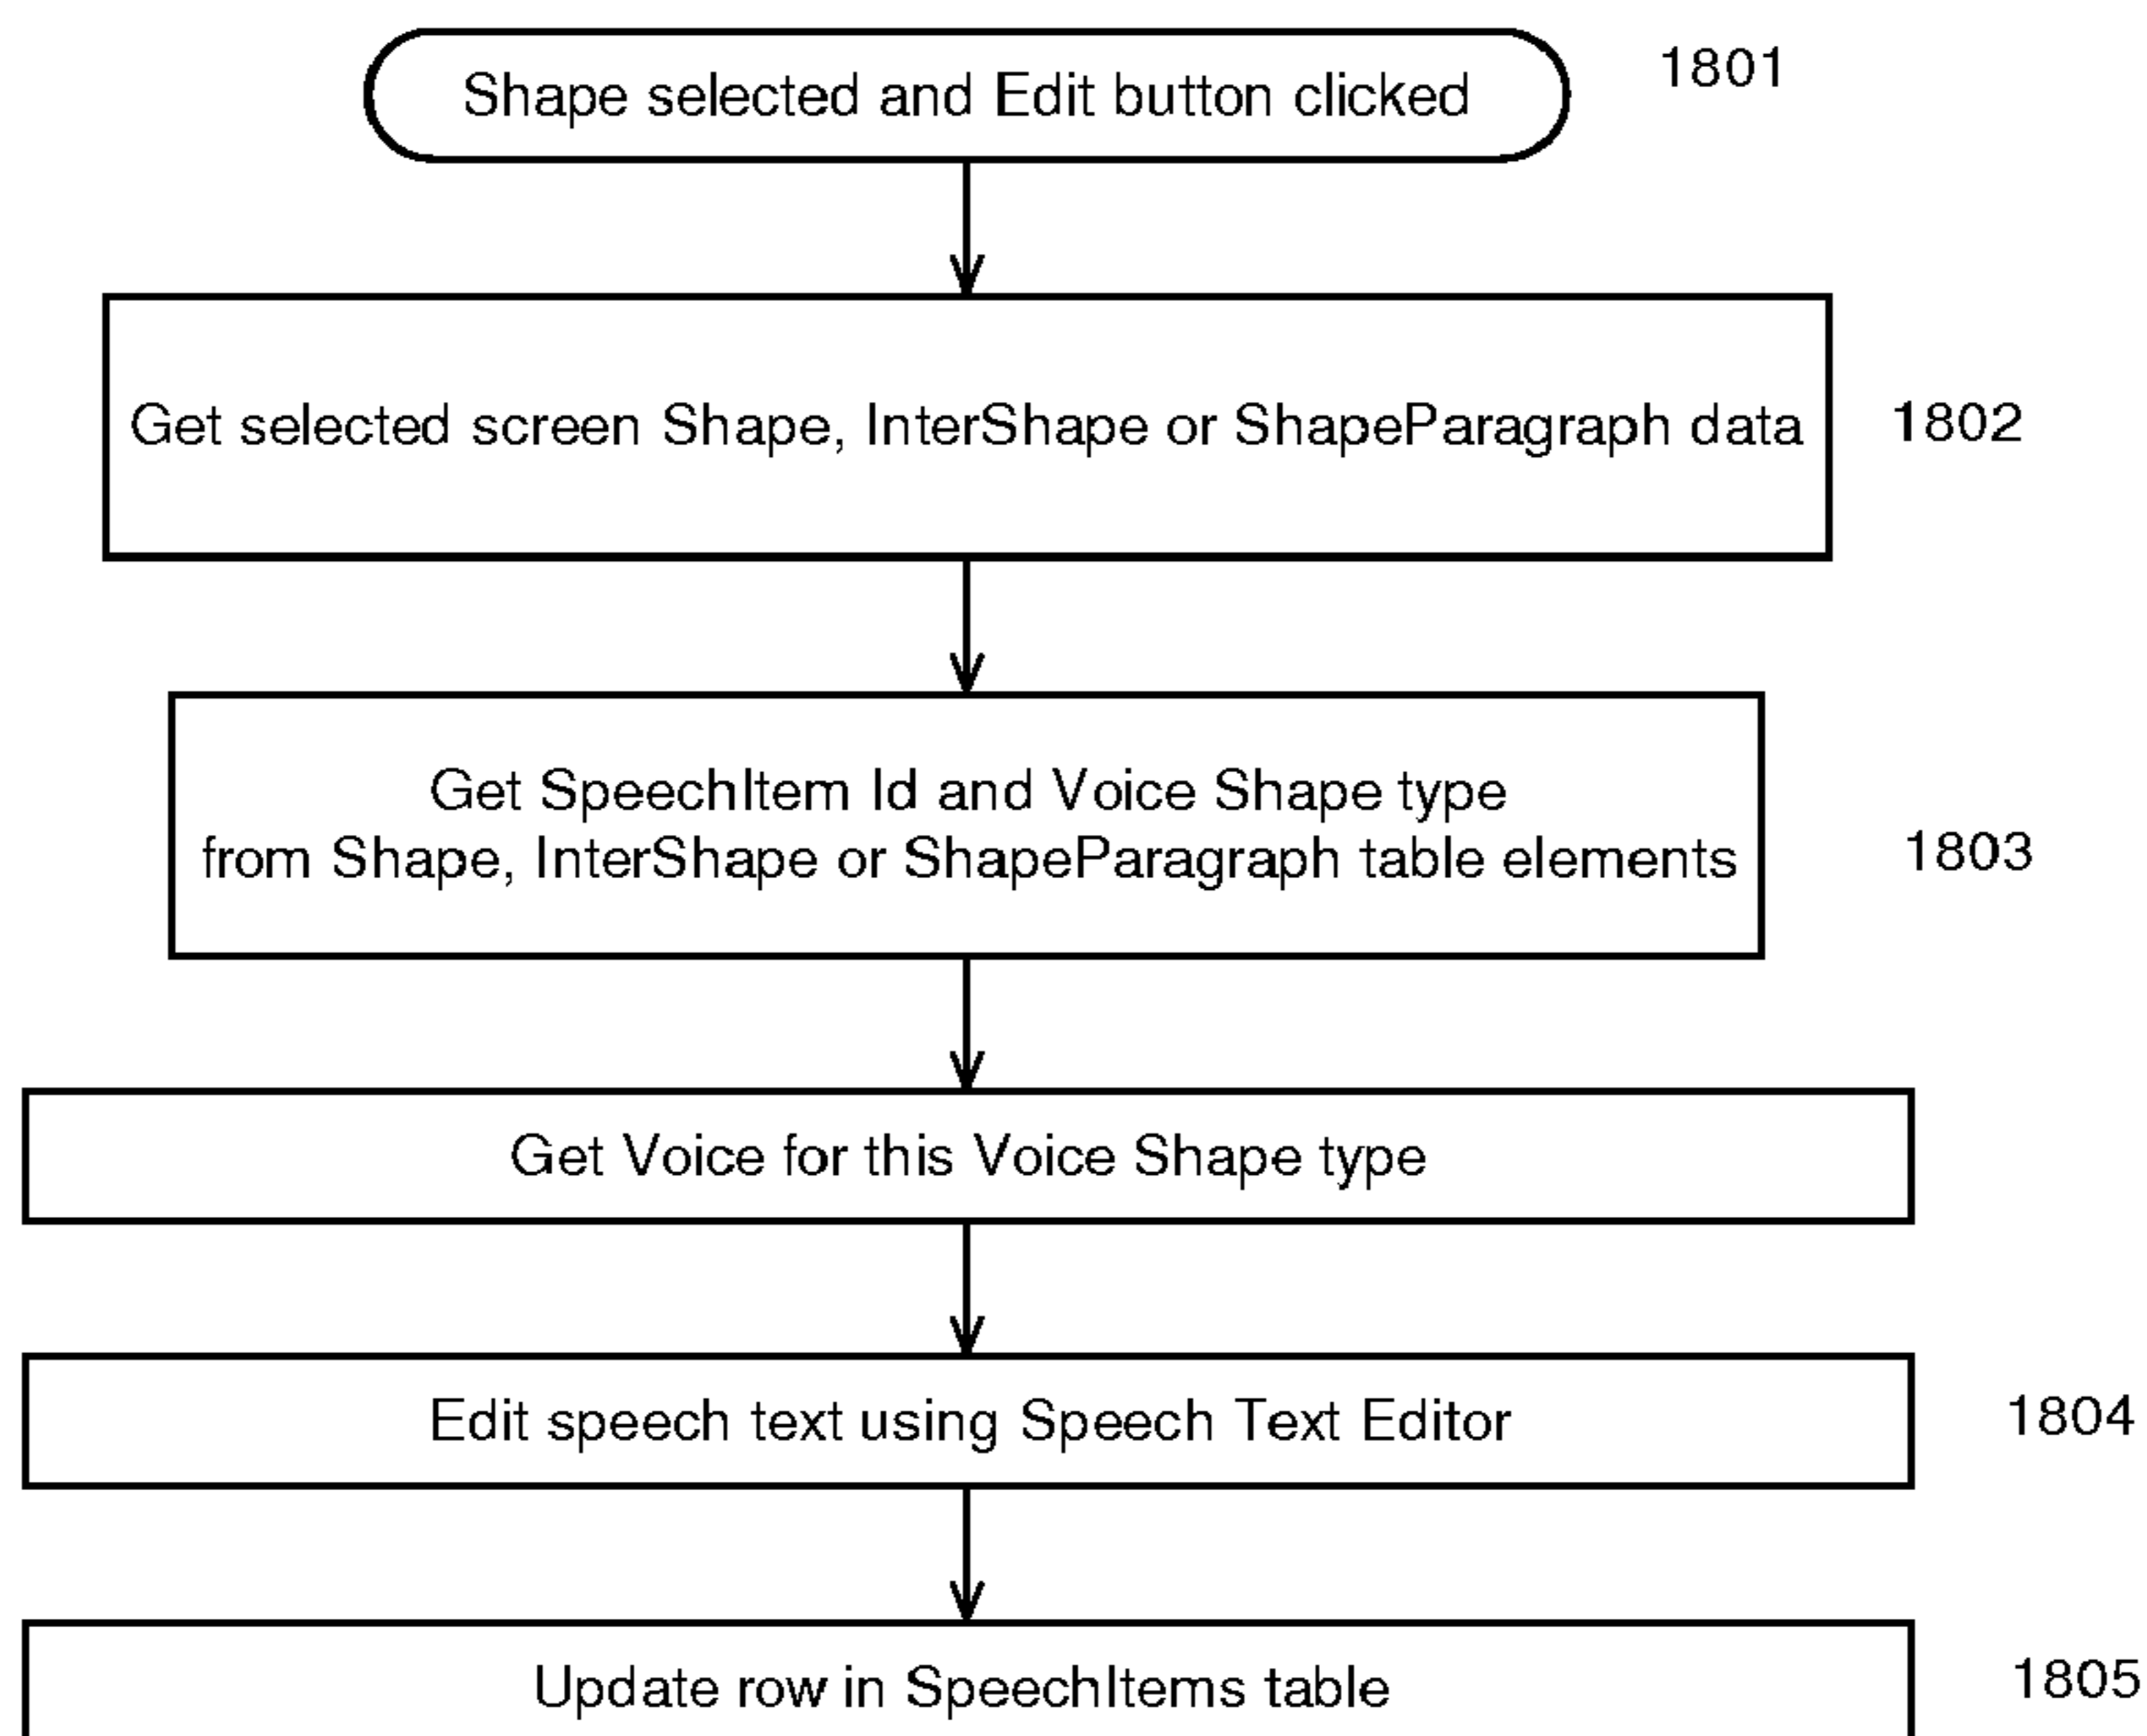 Shape selected and Edit button clicked
1801
Get selected screen Shape, InterShape or ShapeParagraph data
1802
Get SpeechItem Id and Voice Shape type
from Shape, InterShape or ShapeParagraph table elements
1803
Get Voice for this Voice Shape type
Edit speech text using Speech Text Editor
1804
Update row in SpeechItems table
1805